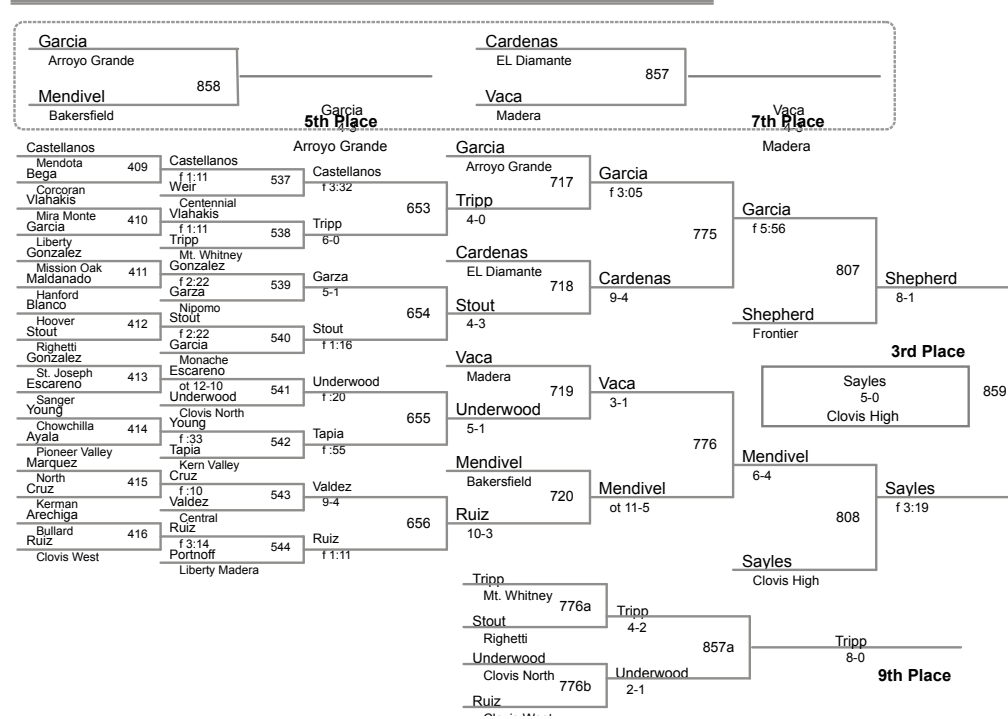 Garcia
Arroyo Grande
858
Mendivel
Bakersfield
Garcia
4-3
5th Place
Arroyo Grande
Cardenas
EL Diamante
857
Vaca
Madera
Vaca
4-3
7th Place
Madera
Castellanos
Mendota
409
Bega
Corcoran
Vlahakis
Mira Monte
410
Garcia
Liberty
Gonzalez
Mission Oak
411
Maldanado
Hanford
Blanco
Hoover
412
Stout
Righetti
Gonzalez
St. Joseph
413
Escareno
Sanger
Young
Chowchilla
414
Ayala
Pioneer Valley
Marquez
North
415
Cruz
Kerman
Arechiga
Bullard
416
Ruiz
Clovis West
Castellanos
f 1:11
537
Weir
Centennial
Vlahakis
f 1:11
538
Tripp
Mt. Whitney
Gonzalez
f 2:22
539
Garza
Nipomo
Stout
f 2:22
540
Garcia
Monache
Escareno
ot 12-10
541
Underwood
Clovis North
Young
f :33
542
Tapia
Kern Valley
Cruz
f :10
543
Valdez
Central
Ruiz
f 3:14
544
Portnoff
Liberty Madera
Castellanos
f 3:32
653
Tripp
6-0
Garza
5-1
654
Stout
f 1:16
Underwood
f :20
655
Tapia
f :55
Valdez
9-4
656
Ruiz
f 1:11
Garcia
Arroyo Grande
717
Tripp
4-0
Cardenas
EL Diamante
718
Stout
4-3
Vaca
Madera
719
Underwood
5-1
Mendivel
Bakersfield
720
Ruiz
10-3
Garcia
f 3:05
775
Cardenas
9-4
Vaca
3-1
776
Mendivel
ot 11-5
Garcia
f 5:56
807
Shepherd
Frontier
Mendivel
6-4
808
Sayles
Clovis High
Shepherd
8-1
3rd Place
Sayles
5-0
Clovis High
859
Sayles
f 3:19
Tripp
Mt. Whitney
776a
Stout
Righetti
Underwood
Clovis North
776b
Ruiz
Clovis West
Tripp
4-2
857a
Underwood
2-1
Tripp
8-0
9th Place